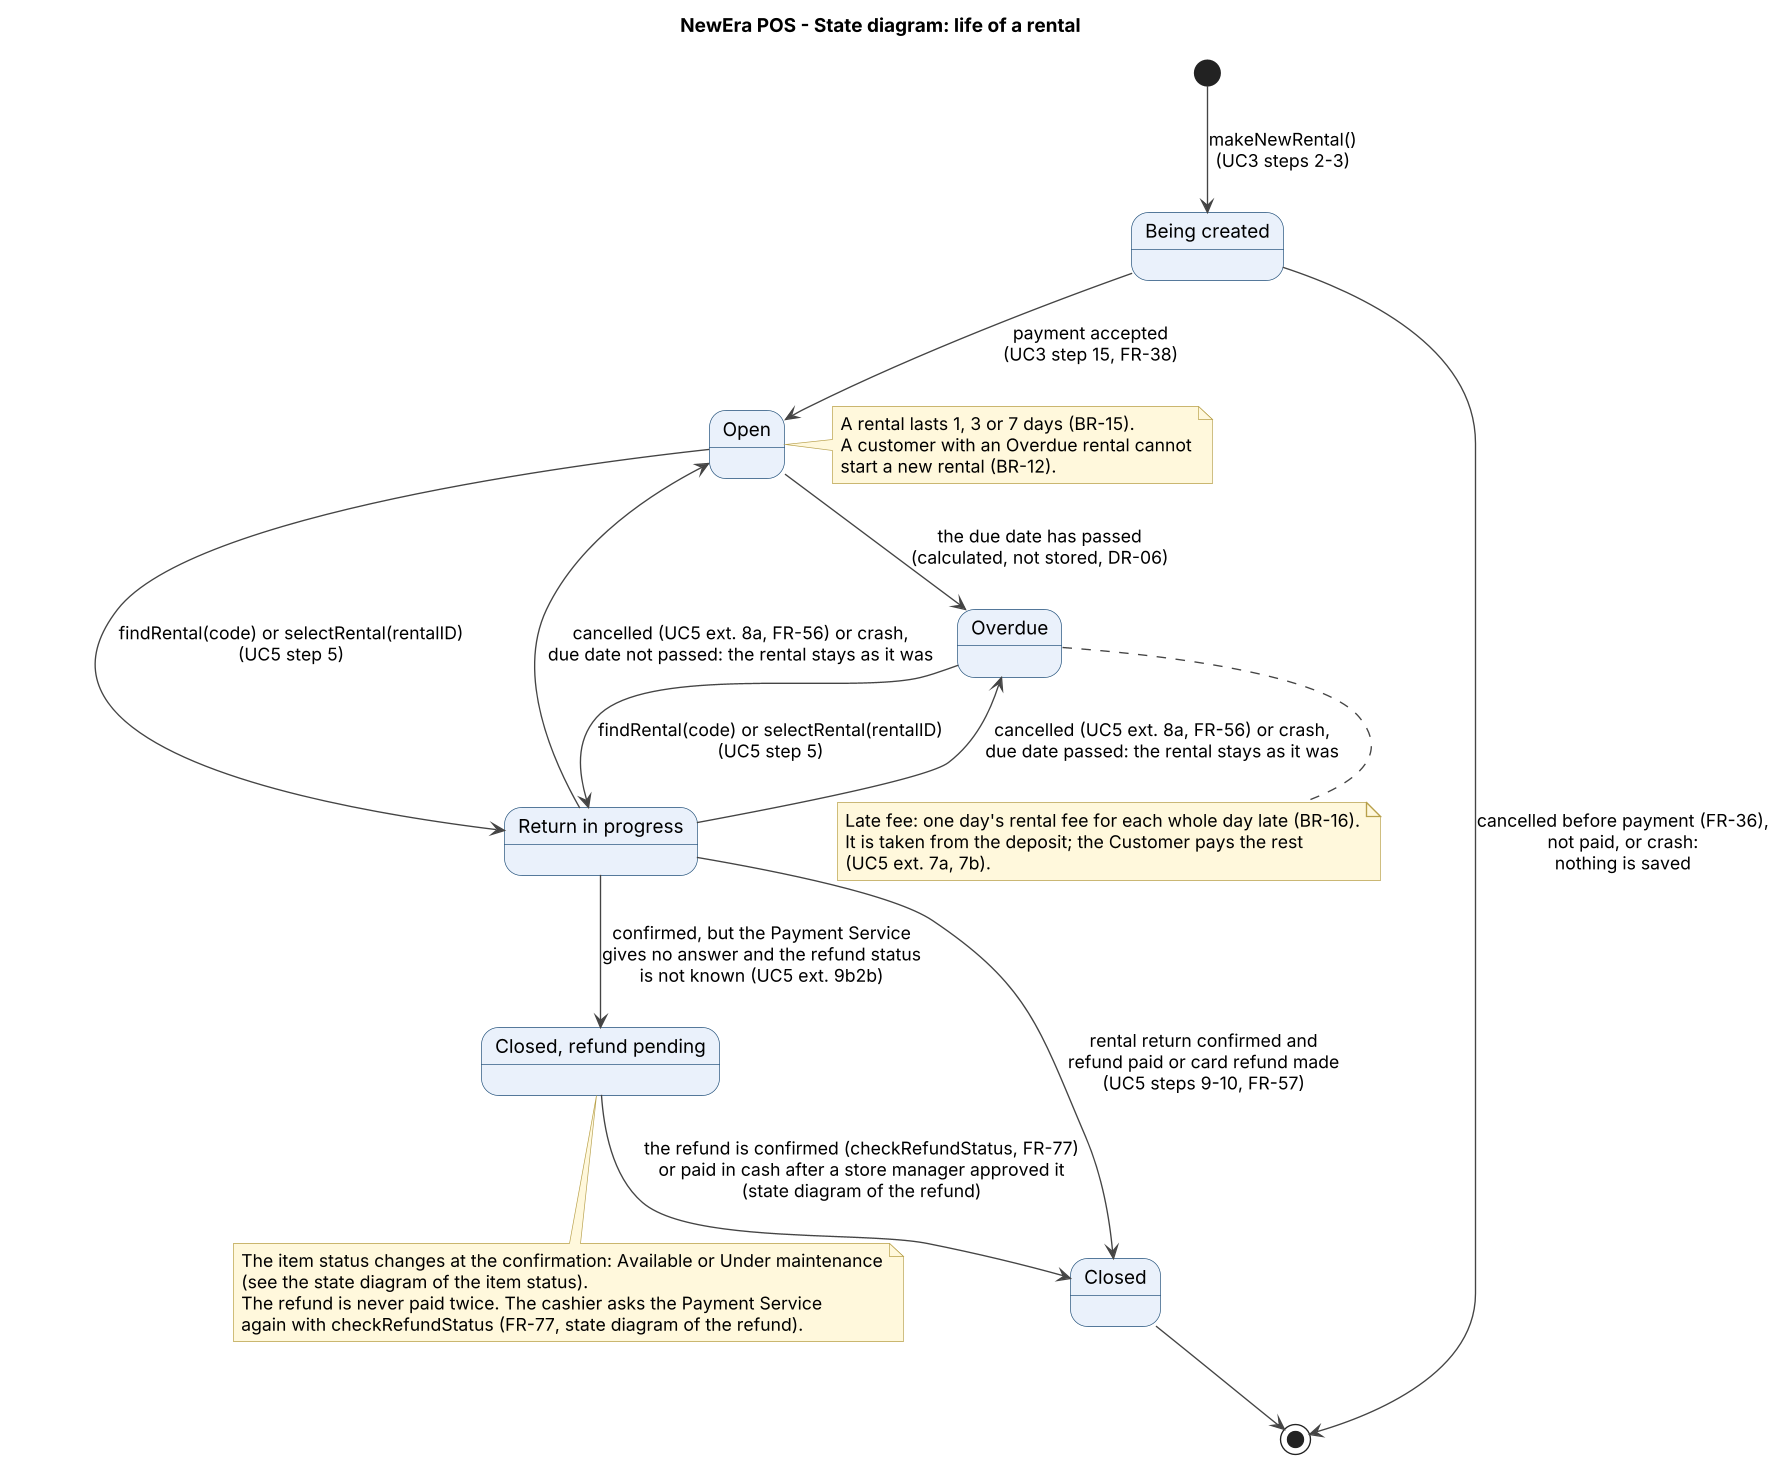 NewEra POS - State diagram: life of a rental
makeNewRental()
(UC3 steps 2-3)
Being created
payment accepted
(UC3 step 15, FR-38)
Open
A rental lasts 1, 3 or 7 days (BR-15).
A customer with an Overdue rental cannot
start a new rental (BR-12).
the due date has passed
(calculated, not stored, DR-06)
findRental(code) or selectRental(rentalID)
(UC5 step 5)
cancelled (UC5 ext. 8a, FR-56) or crash,
due date not passed: the rental stays as it was
Overdue
findRental(code) or selectRental(rentalID)
(UC5 step 5)
cancelled (UC5 ext. 8a, FR-56) or crash,
due date passed: the rental stays as it was
Return in progress
Late fee: one day's rental fee for each whole day late (BR-16).
It is taken from the deposit; the Customer pays the rest
(UC5 ext. 7a, 7b).
cancelled before payment (FR-36),
not paid, or crash:
nothing is saved
confirmed, but the Payment Service
gives no answer and the refund status
is not known (UC5 ext. 9b2b)
Closed, refund pending
rental return confirmed and
refund paid or card refund made
(UC5 steps 9-10, FR-57)
the refund is confirmed (checkRefundStatus, FR-77)
or paid in cash after a store manager approved it
(state diagram of the refund)
The item status changes at the confirmation: Available or Under maintenance
(see the state diagram of the item status).
The refund is never paid twice. The cashier asks the Payment Service
again with checkRefundStatus (FR-77, state diagram of the refund).
Closed